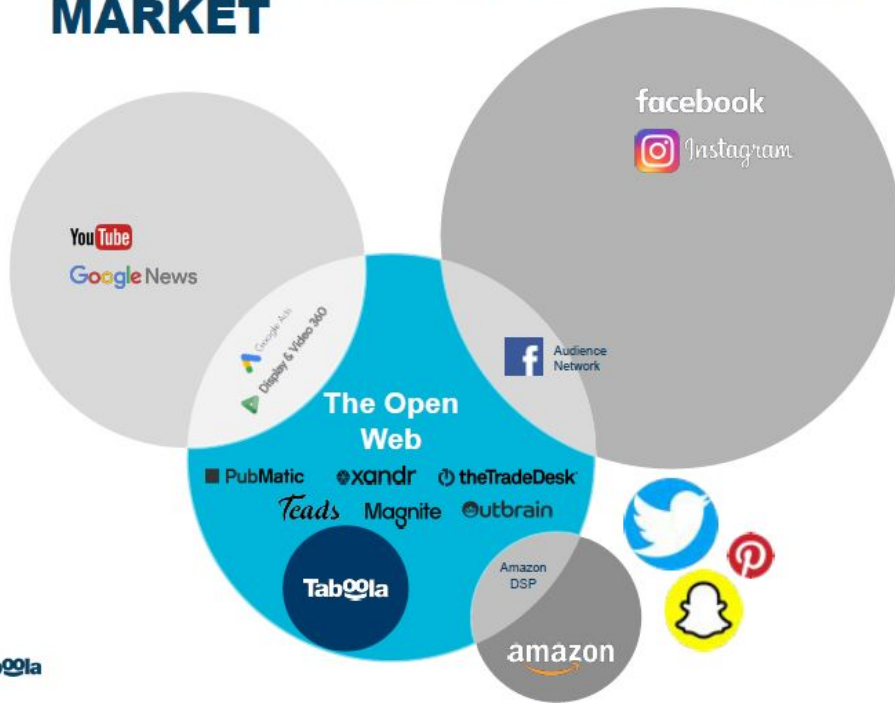 MARKET
facebook
Instagram
YouTube
Google News
Google Ads
Display & Video 360
Audience
Network
The Open
Web
PubMatic xandr theTradeDesk
Teads Magnite Outbrain
Taboola
Amazon
DSP
amazon